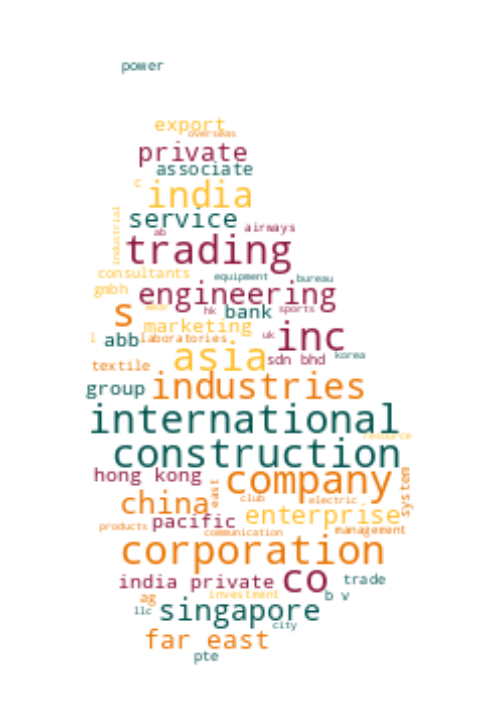 power
export
overseas
private
associate
c
india
industrial
service
airways
ab
trading
consultants
equipment
bureau
gmbh
engineering
s
hk
bank
sports
marketing
l
abb
laboratories
uk
inc
asia
sdn bhd
korea
textile
group
industries
international
resource
construction
hong kong
company
system
east
china
club
electric
pacific
enterprise
products
communication
management
corporation
india private
co
trade
ag
investment
b v
llc
singapore
city
far east
pte